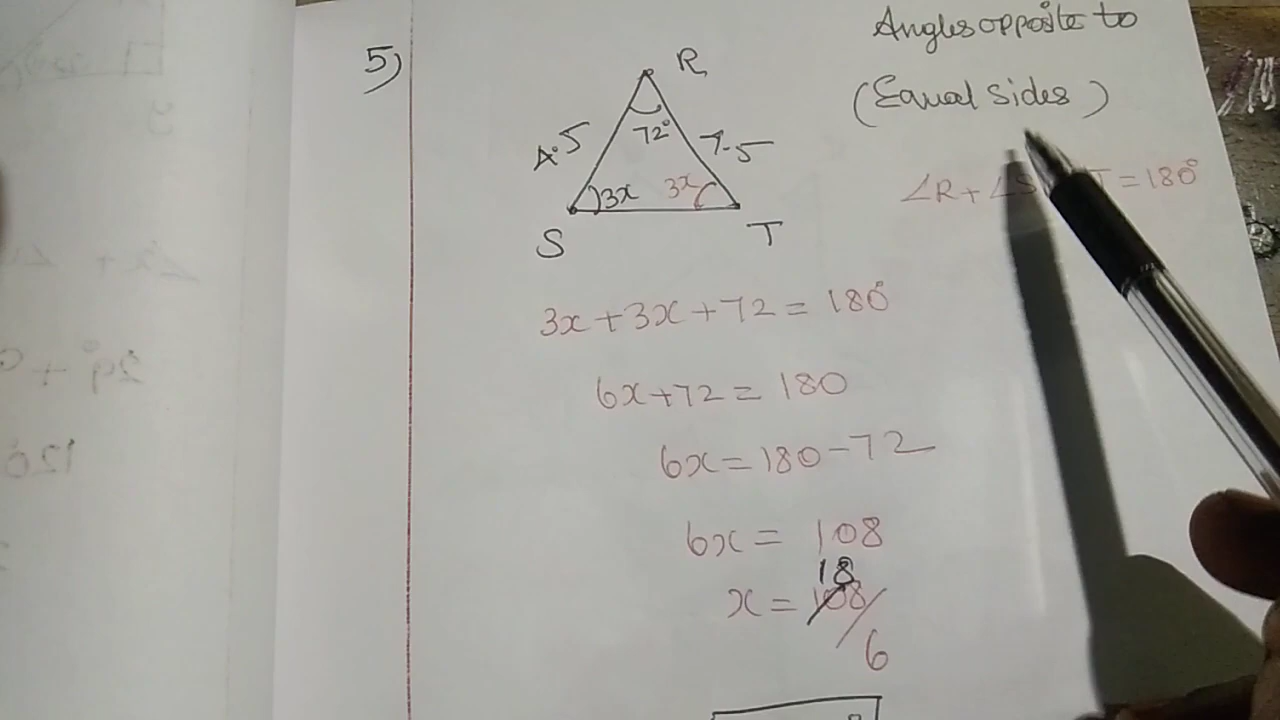 Angles opposite to
(Equal sides)
5)
R
72°
4.5
7.5
3x
3x
S
T
∠R + ∠S = 180°
3x + 3x + 72 = 180°
6x + 72 = 180
6x = 180 - 72
6x = 108
18
x = 108/6